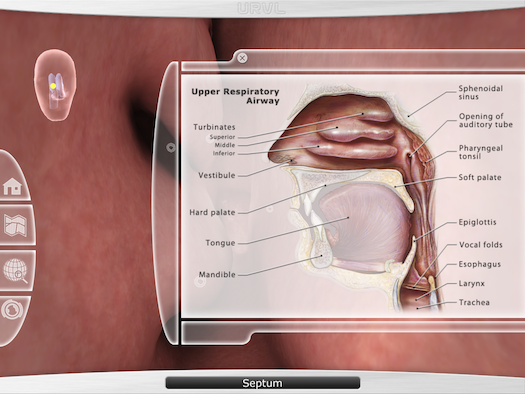 URVL
Upper Respiratory
Airway
Turbinates
Superior
Middle
Inferior
Vestibule
Hard palate
Tongue
Mandible
Sphenoidal
sinus
Opening of
auditory tube
Pharyngeal
tonsil
Soft palate
Epiglottis
Vocal folds
Esophagus
Larynx
Trachea
Septum